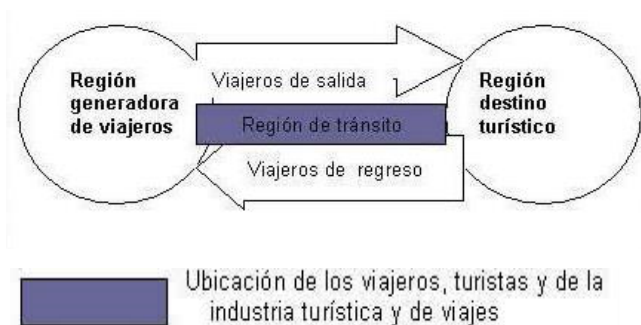 Región
generadora
de viajeros
Viajeros de salida
Región de tránsito
Viajeros de regreso
Región
destino
turístico
Ubicación de los viajeros, turistas y de la
industria turística y de viajes